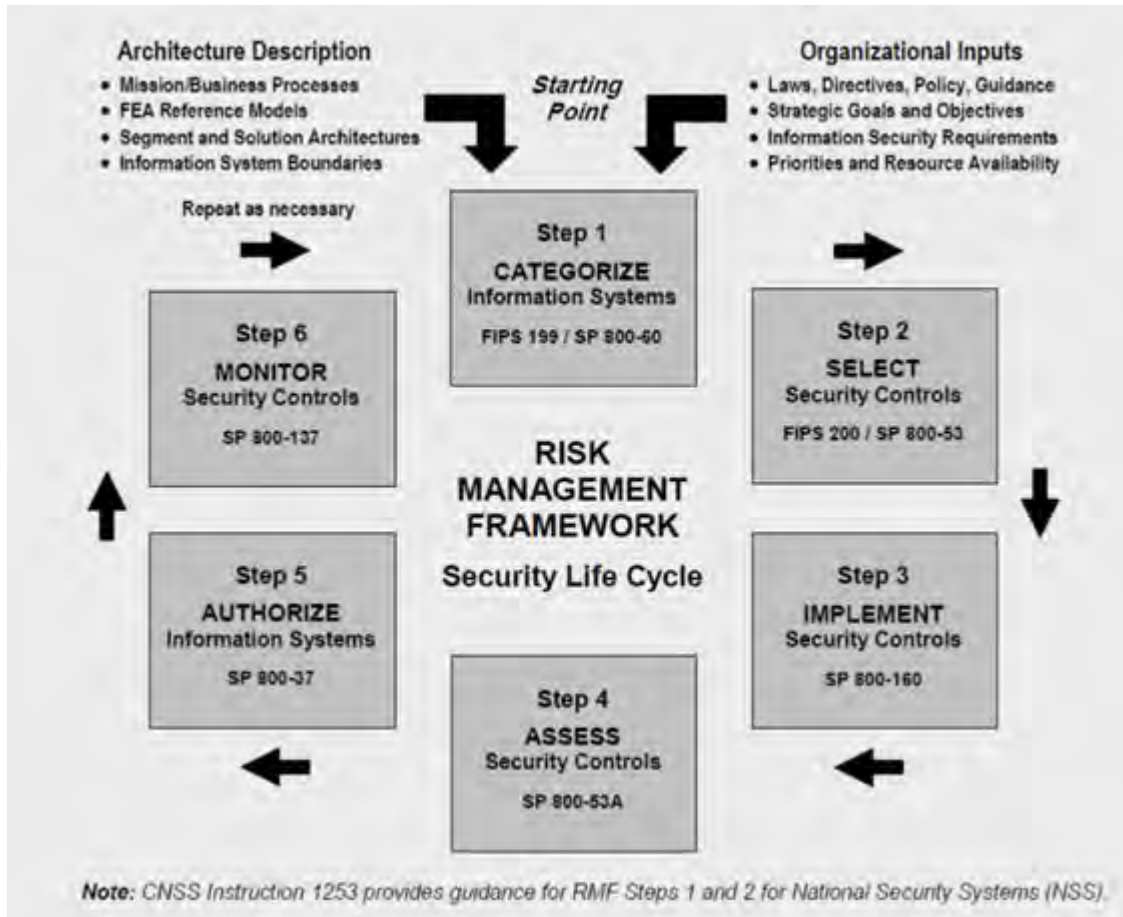 Architecture Description
• Mission/Business Processes
• FEA Reference Models
• Segment and Solution Architectures
• Information System Boundaries
Starting
Point
Organizational Inputs
• Laws, Directives, Policy, Guidance
• Strategic Goals and Objectives
• Information Security Requirements
• Priorities and Resource Availability
Repeat as necessary
Step 1
CATEGORIZE
Information Systems
FIPS 199 / SP 800-60
Step 2
SELECT
Security Controls
FIPS 200 / SP 800-53
Step 3
IMPLEMENT
Security Controls
SP 800-160
Step 4
ASSESS
Security Controls
SP 800-53A
Step 5
AUTHORIZE
Information Systems
SP 800-37
Step 6
MONITOR
Security Controls
SP 800-137
RISK
MANAGEMENT
FRAMEWORK
Security Life Cycle
Note: CNSS Instruction 1253 provides guidance for RMF Steps 1 and 2 for National Security Systems (NSS).